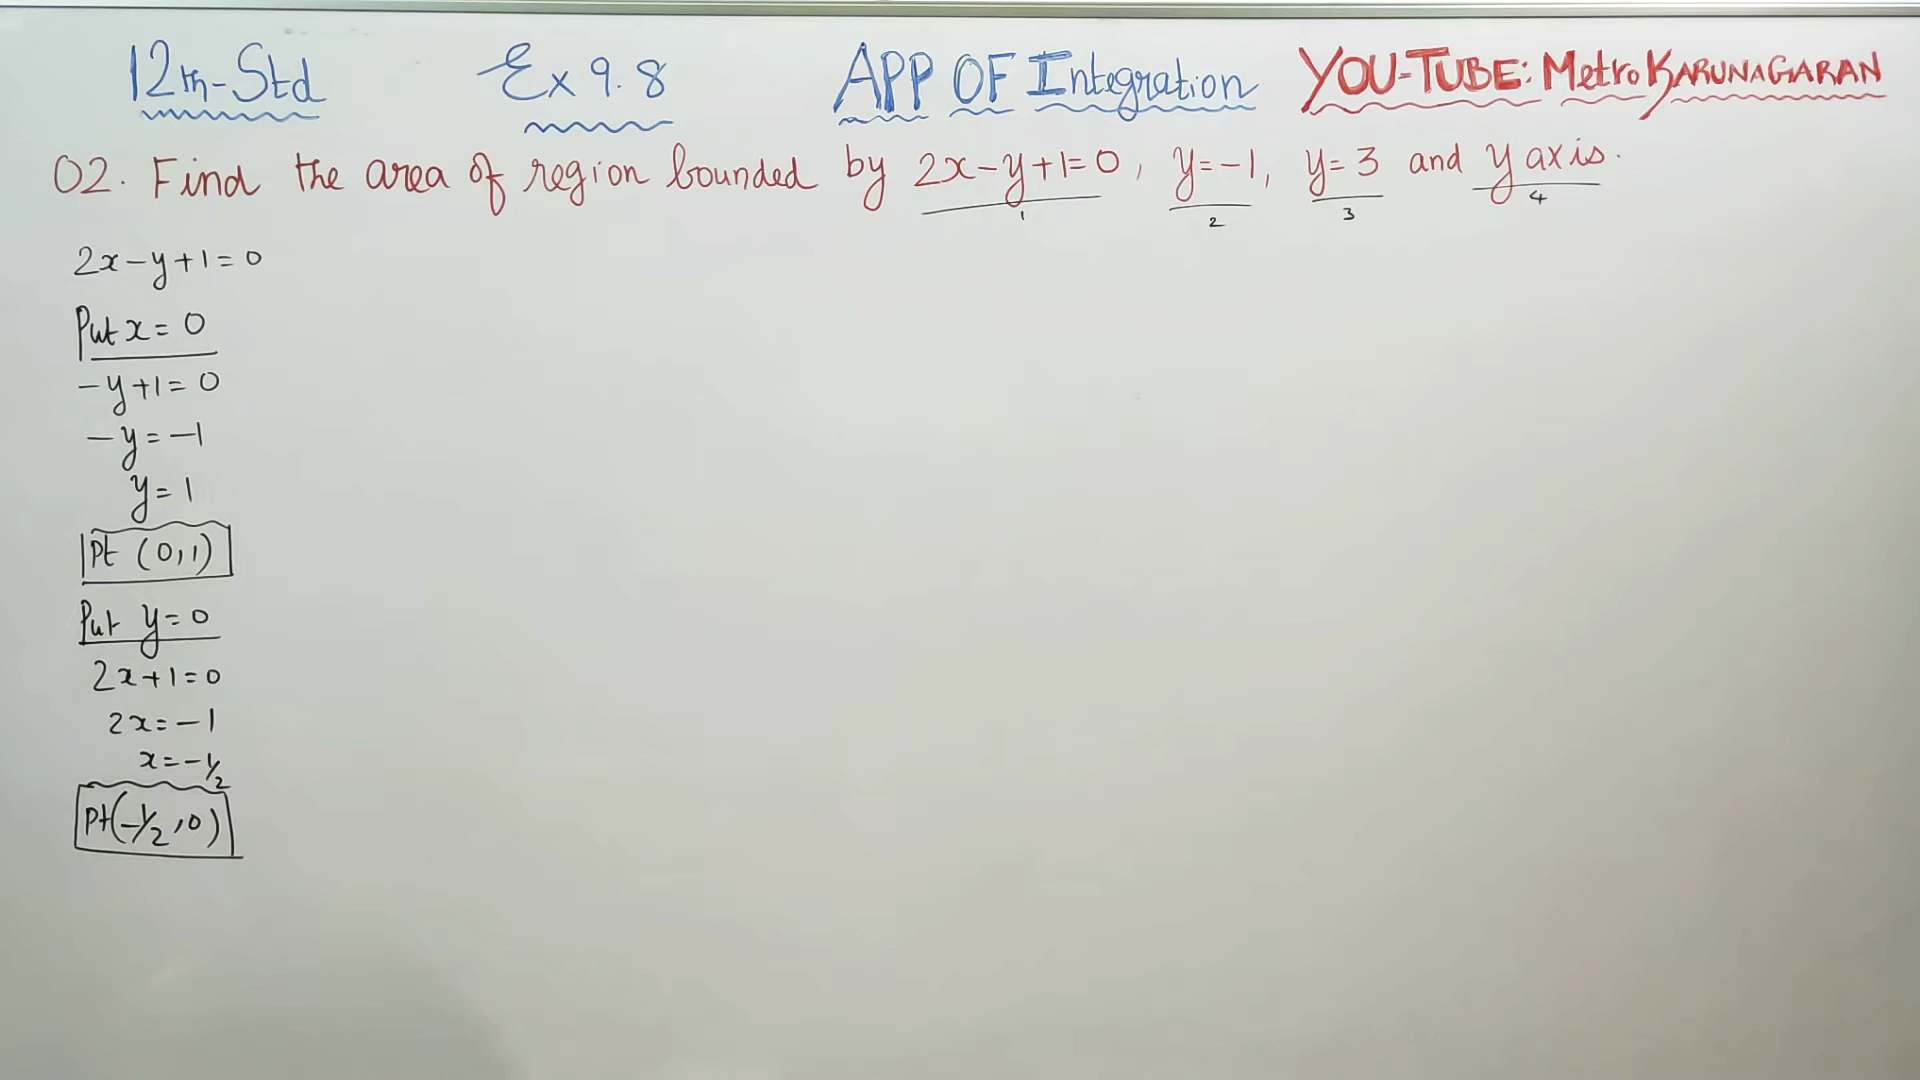 12th-Std Ex 9.8 APP OF Integration YOU-TUBE: Metro KARUNAGARAN
02. Find the area of region bounded by 2x-y+1=0, y=-1, y=3 and y axis.
1 2 3 4
2x-y+1=0
Put x=0
-y+1=0
-y=-1
y=1
Pt (0,1)
Put y=0
2x+1=0
2x=-1
x=-1/2
Pt(-1/2,0)